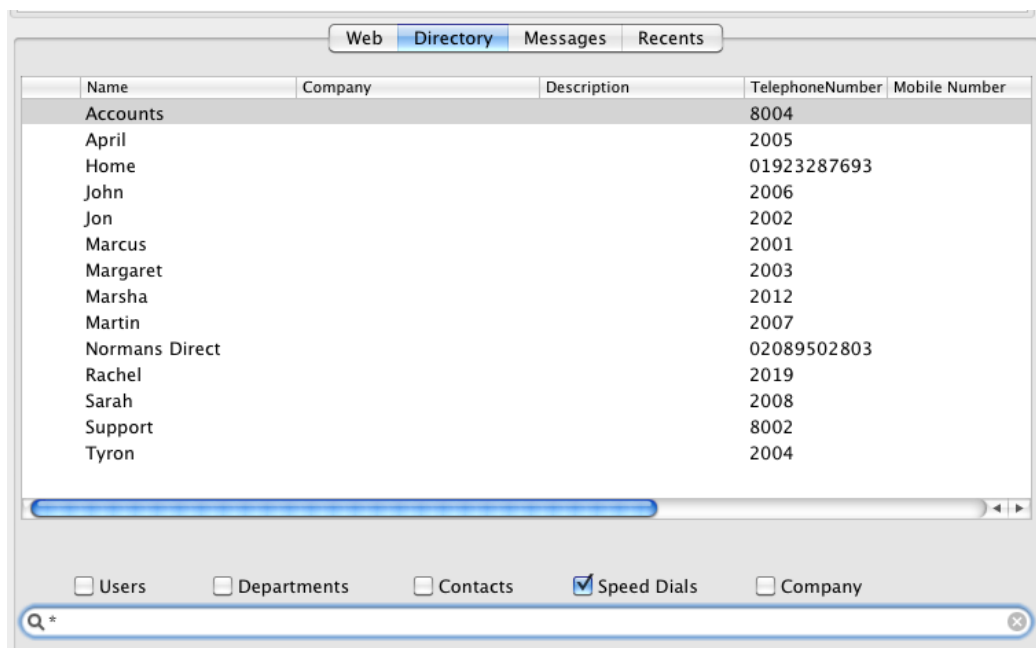 Web Directory Messages Recents
Name Company Description TelephoneNumber Mobile Number
Accounts 8004
April 2005
Home 01923287693
John 2006
Jon 2002
Marcus 2001
Margaret 2003
Marsha 2012
Martin 2007
Normans Direct 02089502803
Rachel 2019
Sarah 2008
Support 8002
Tyron 2004
Users Departments Contacts Speed Dials Company
*